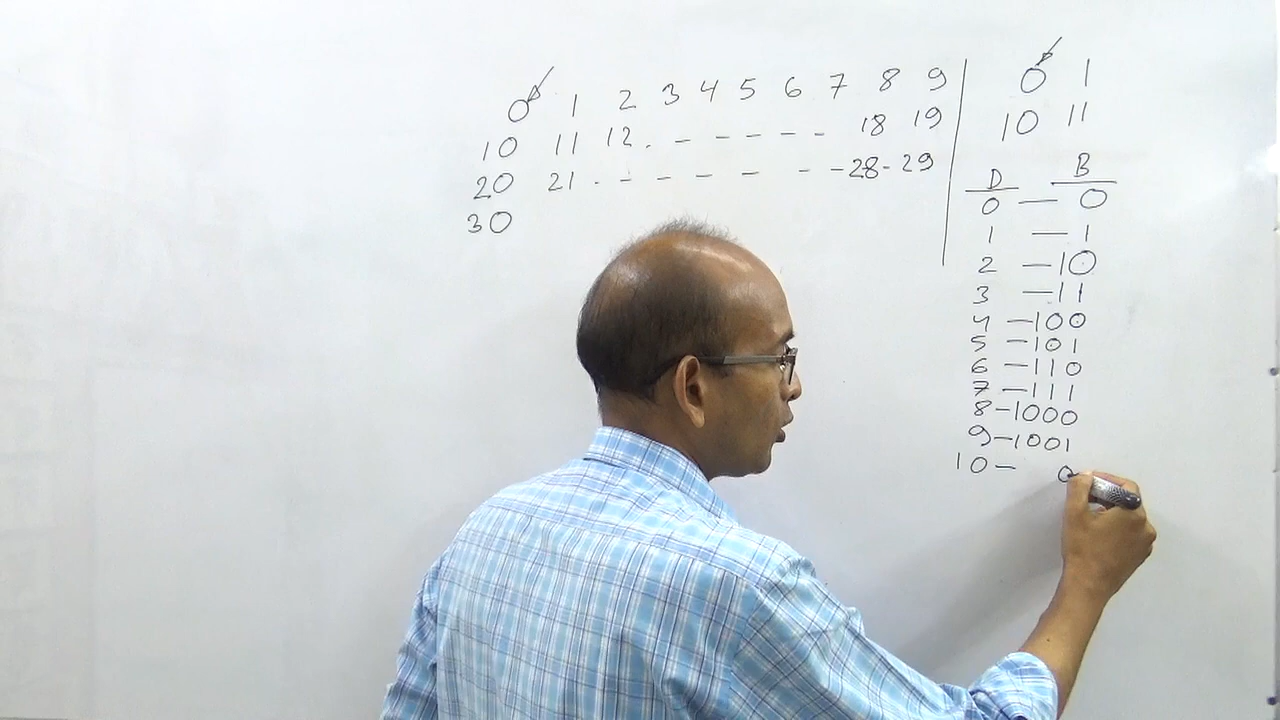 0 1 2 3 4 5 6 7 8 9
10 11 12 . - - - - - 18 19
20 21 . - - - - - - 28 - 29
30
0 1
10 11
D B
0 — 0
1 — 1
2 — 10
3 — 11
4 — 100
5 — 101
6 — 110
7 — 111
8 — 1000
9 — 1001
10 — 0